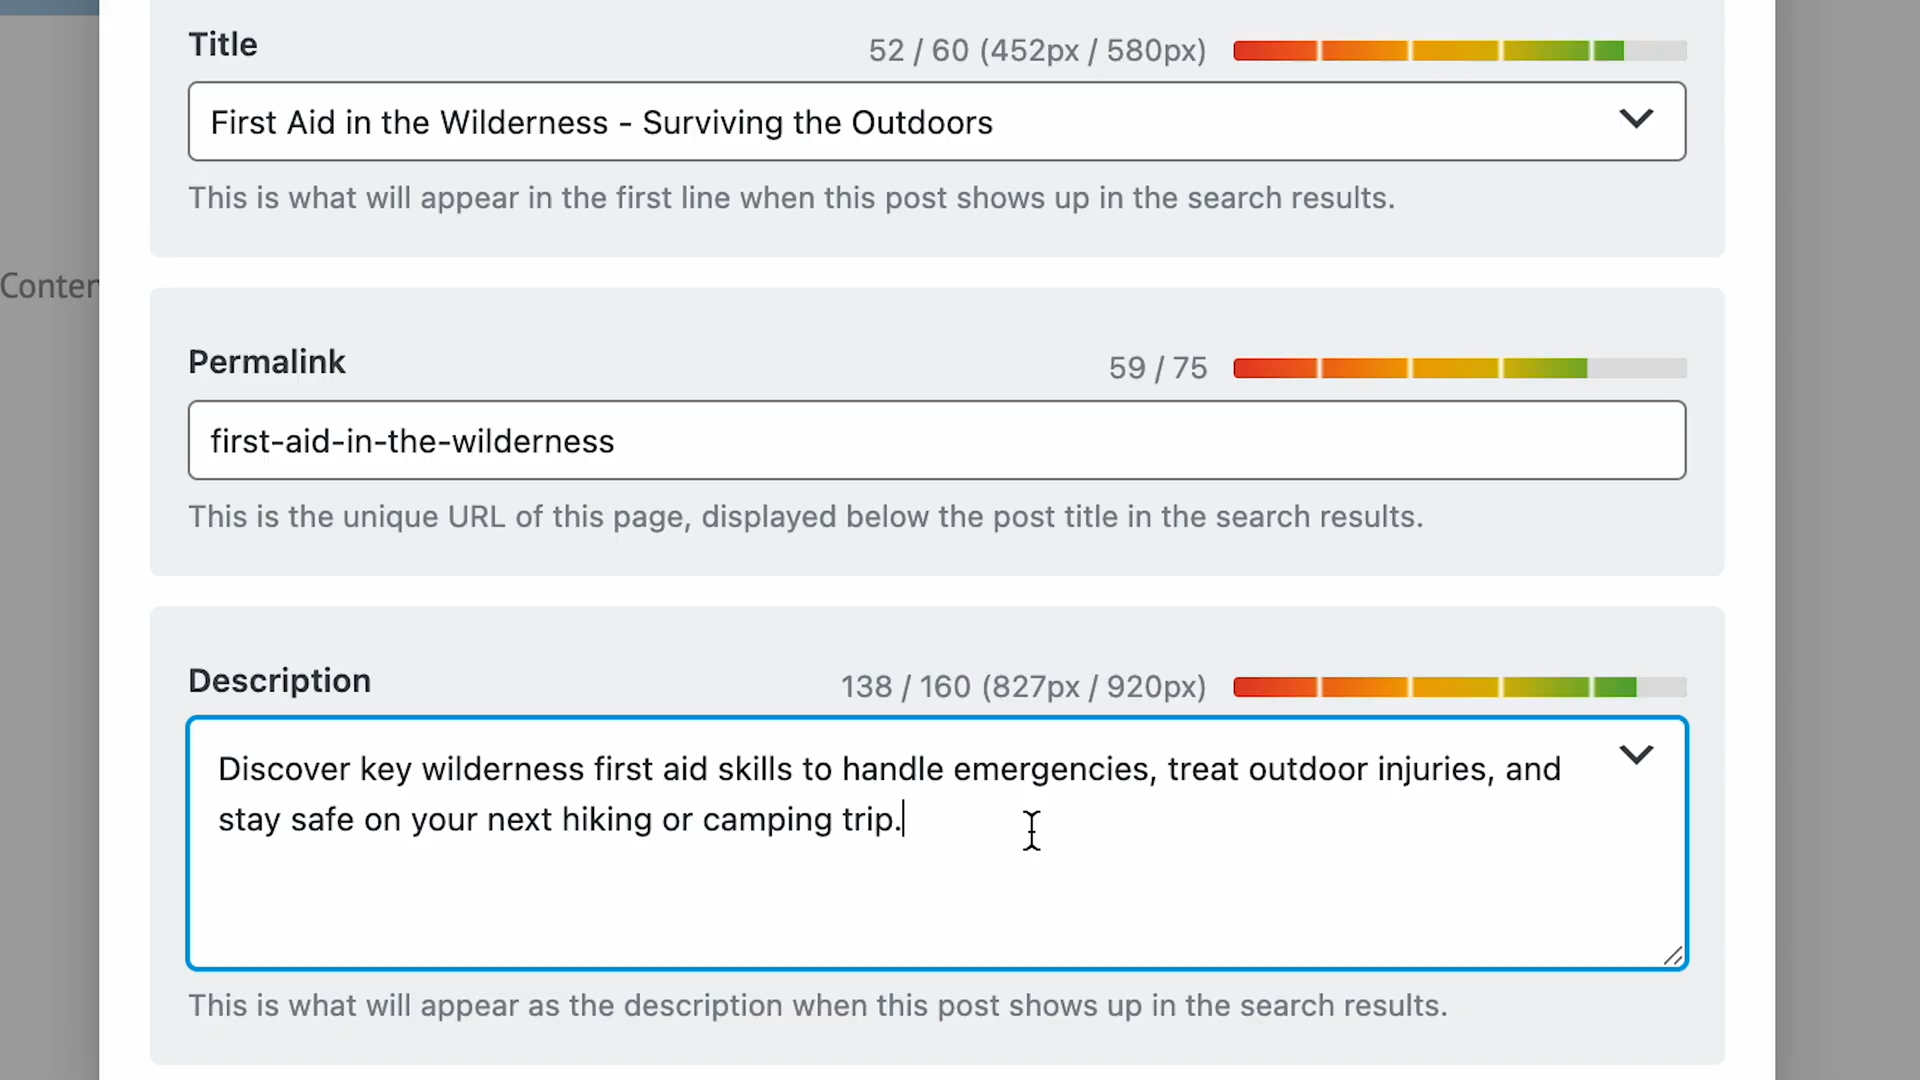 Title
52 / 60 (452px / 580px)
First Aid in the Wilderness - Surviving the Outdoors
This is what will appear in the first line when this post shows up in the search results.
Conten
Permalink
59 / 75
first-aid-in-the-wilderness
This is the unique URL of this page, displayed below the post title in the search results.
Description
138 / 160 (827px / 920px)
Discover key wilderness first aid skills to handle emergencies, treat outdoor injuries, and
stay safe on your next hiking or camping trip.
This is what will appear as the description when this post shows up in the search results.